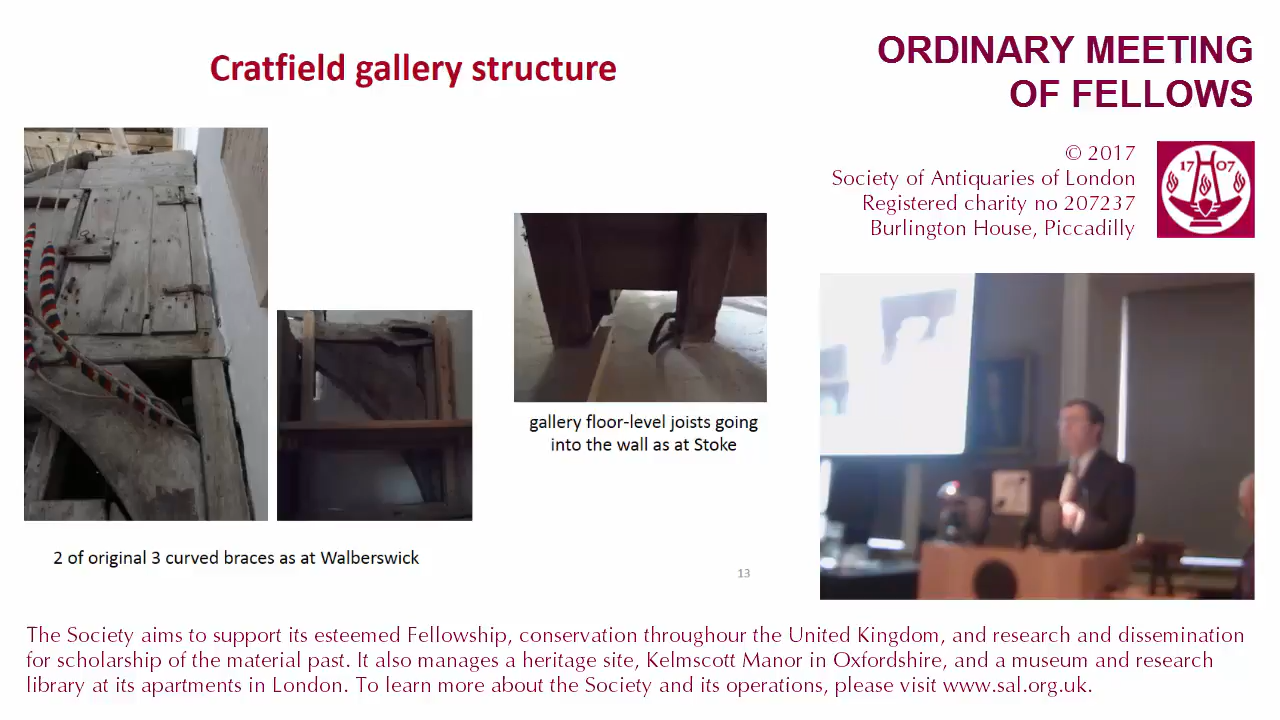 Cratfield gallery structure
ORDINARY MEETING
OF FELLOWS
© 2017
Society of Antiquaries of London
Registered charity no 207237
Burlington House, Piccadilly
17 07
gallery floor-level joists going
into the wall as at Stoke
2 of original 3 curved braces as at Walberswick
13
The Society aims to support its esteemed Fellowship, conservation throughour the United Kingdom, and research and dissemination
for scholarship of the material past. It also manages a heritage site, Kelmscott Manor in Oxfordshire, and a museum and research
library at its apartments in London. To learn more about the Society and its operations, please visit www.sal.org.uk.